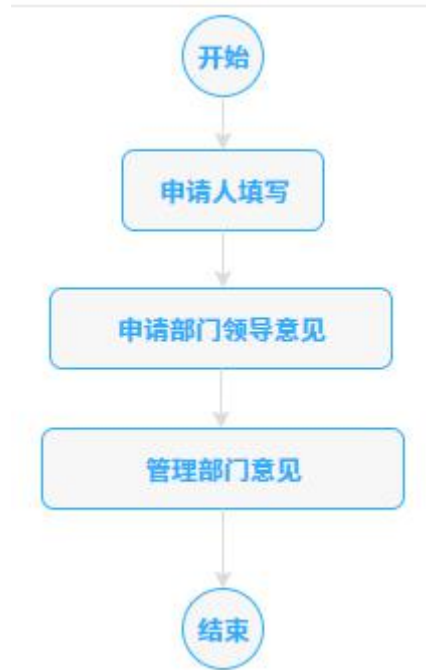 开始
申请人填写
申请部门领导意见
管理部门意见
结束